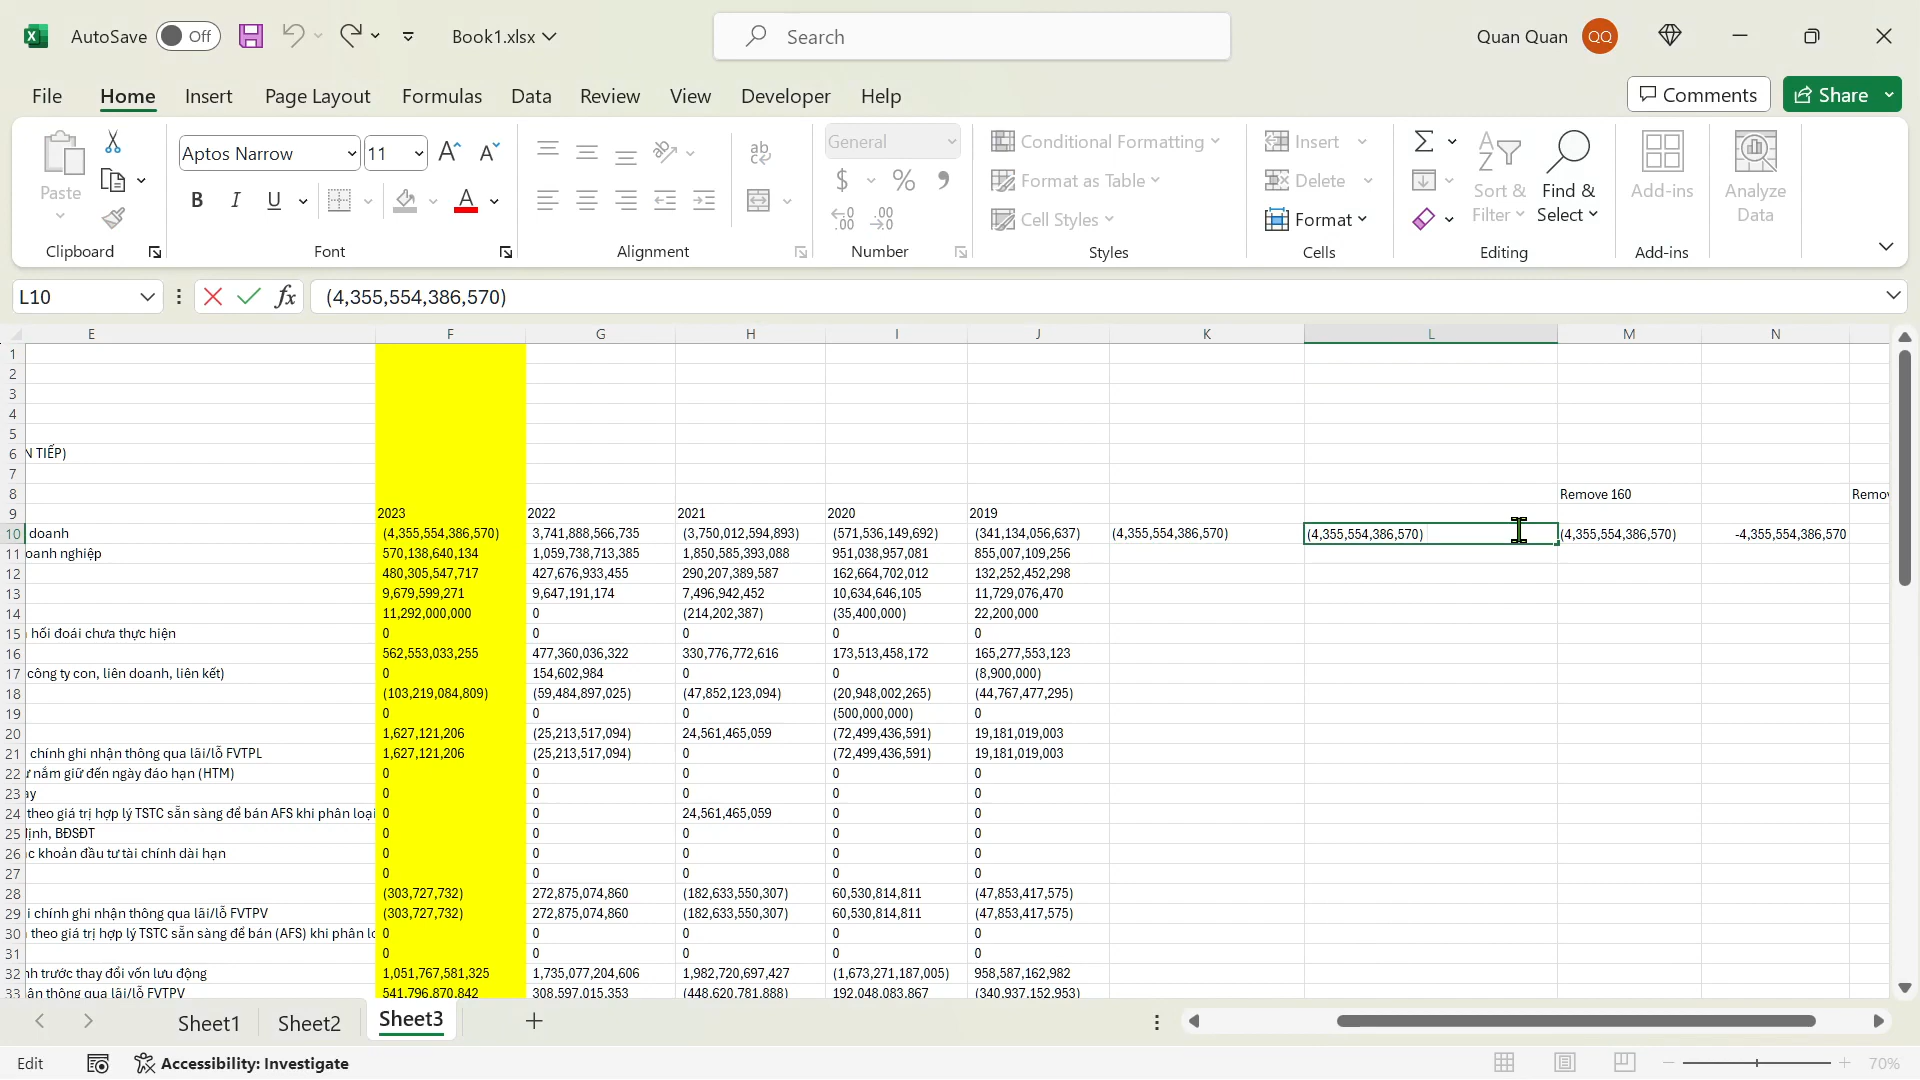 AutoSave Off Book1.xlsx Search Quan Quan QQ
File Home Insert Page Layout Formulas Data Review View Developer Help Comments Share
Paste Aptos Narrow 11 General Conditional Formatting Format as Table Cell Styles Insert Delete Format Sort & Filter Find & Select Add-ins Analyze Data
Clipboard Font Alignment Number Styles Cells Editing Add-ins
L10 fx (4,355,554,386,570)
E F G H I J K L M N
1
2
3
4
5
6 N TIẾP)
7
8 Remove 160
9 2023 2022 2021 2020 2019
10 doanh (4,355,554,386,570) 3,741,888,566,735 (3,750,012,594,893) (571,536,149,692) (341,134,056,637) (4,355,554,386,570) (4,355,554,386,570) (4,355,554,386,570) -4,355,554,386,570
11 oanh nghiệp 570,138,640,134 1,059,738,713,385 1,850,585,393,088 951,038,957,081 855,007,109,256
12 480,305,547,717 427,676,933,455 290,207,389,587 162,664,702,012 132,252,452,298
13 9,679,599,271 9,647,191,174 7,496,942,452 10,634,646,105 11,729,076,470
14 11,292,000,000 0 (214,202,387) (35,400,000) 22,200,000
15 hối đoái chưa thực hiện 0 0 0 0 0
16 562,553,033,255 477,360,036,322 330,776,772,616 173,513,458,172 165,277,553,123
17 công ty con, liên doanh, liên kết) 0 154,602,984 0 0 (8,900,000)
18 (103,219,084,809) (59,484,897,025) (47,852,123,094) (20,948,002,265) (44,767,477,295)
19 0 0 0 (500,000,000) 0
20 1,627,121,206 (25,213,517,094) 24,561,465,059 (72,499,436,591) 19,181,019,003
21 chính ghi nhận thông qua lãi/lỗ FVTPL 1,627,121,206 (25,213,517,094) 0 (72,499,436,591) 19,181,019,003
22 nắm giữ đến ngày đáo hạn (HTM) 0 0 0 0 0
23 ay 0 0 0 0 0
24 theo giá trị hợp lý TSTC sẵn sàng để bán AFS khi phân loại 0 0 24,561,465,059 0 0
25 định, BĐSĐT 0 0 0 0 0
26 c khoản đầu tư tài chính dài hạn 0 0 0 0 0
27 0 0 0 0 0
28 (303,727,732) 272,875,074,860 (182,633,550,307) 60,530,814,811 (47,853,417,575)
29 i chính ghi nhận thông qua lãi/lỗ FVTPV (303,727,732) 272,875,074,860 (182,633,550,307) 60,530,814,811 (47,853,417,575)
30 theo giá trị hợp lý TSTC sẵn sàng để bán (AFS) khi phân lo 0 0 0 0 0
31 0 0 0 0 0
32 nh trước thay đổi vốn lưu động 1,051,767,581,325 1,735,077,204,606 1,982,720,697,427 (1,673,271,187,005) 958,587,162,982
33 ận thông qua lãi/lỗ FVTPV 541,796,870,842 308,597,015,353 (448,620,781,888) 192,048,083,867 (340,937,152,953)
Sheet1 Sheet2 Sheet3
Edit Accessibility: Investigate 70%